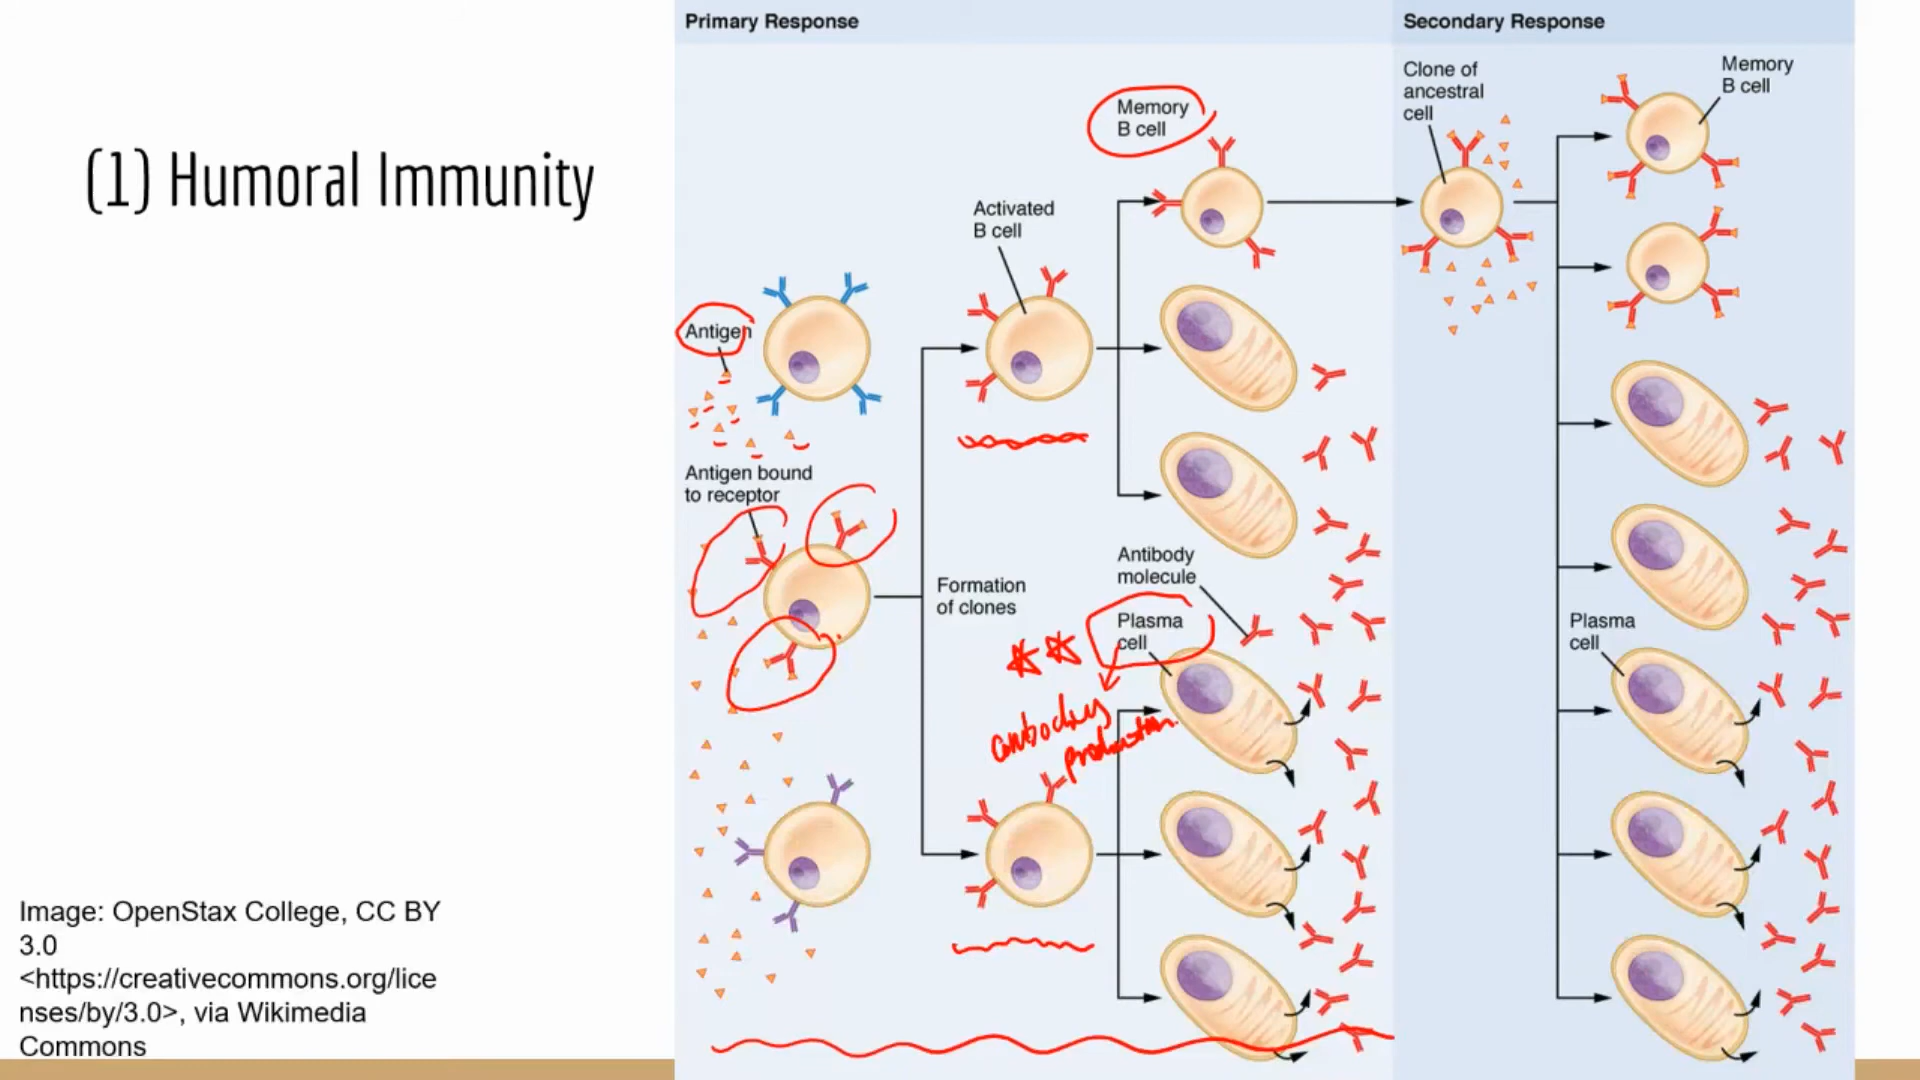 (1) Humoral Immunity
Image: OpenStax College, CC BY
3.0
<https://creativecommons.org/lice
nses/by/3.0>, via Wikimedia
Commons
Primary Response
Antigen
Antigen bound
to receptor
Formation
of clones
Activated
B cell
Memory
B cell
Antibody
molecule
Plasma
cell
antibody
production
Secondary Response
Clone of
ancestral
cell
Memory
B cell
Plasma
cell